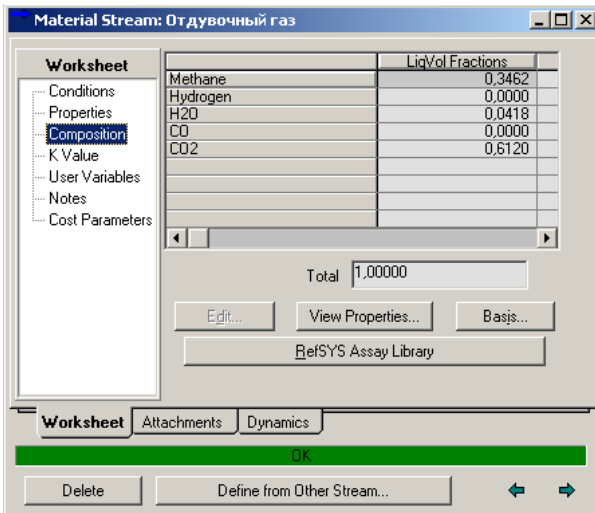 Material Stream: Отдувочный газ
Worksheet
Conditions
Properties
Composition
K Value
User Variables
Notes
Cost Parameters
LiqVol Fractions
Methane 0,3462
Hydrogen 0,0000
H2O 0,0418
CO 0,0000
CO2 0,6120
Total 1,00000
Edit... View Properties... Basis...
RefSYS Assay Library
Worksheet Attachments Dynamics
OK
Delete Define from Other Stream...